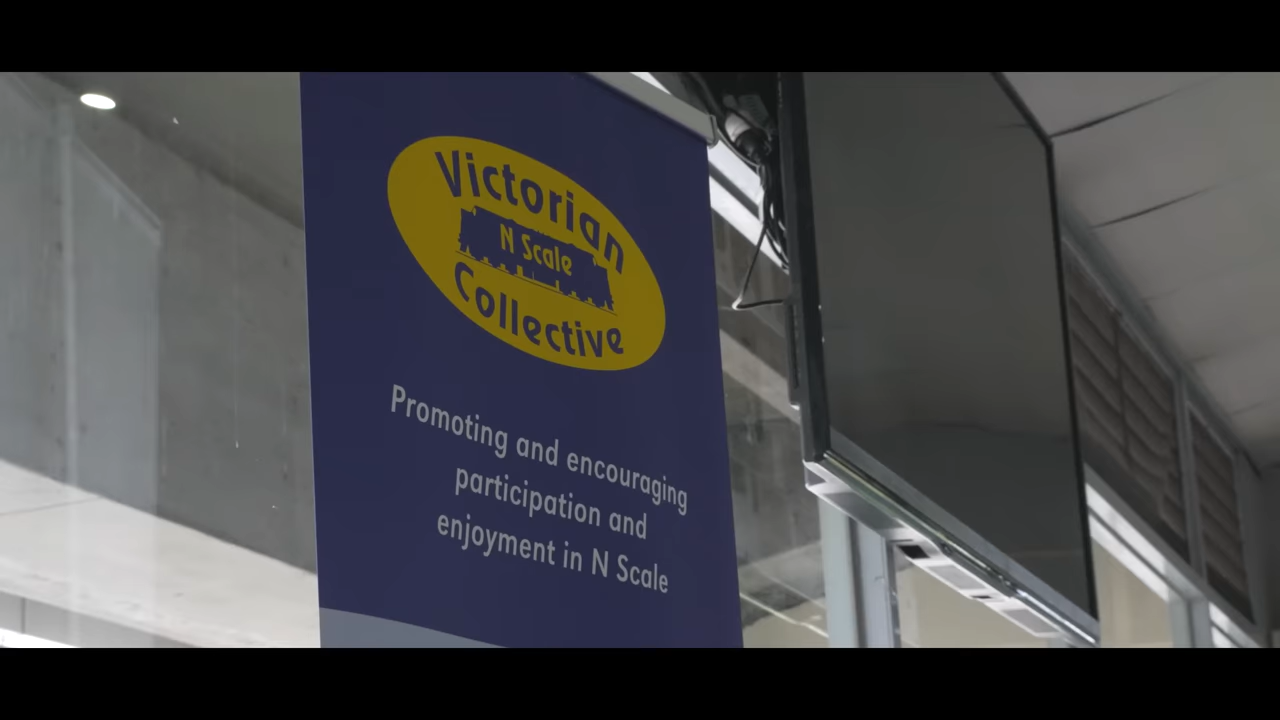 Victorian
N Scale
Collective
Promoting and encouraging
participation and
enjoyment in N Scale